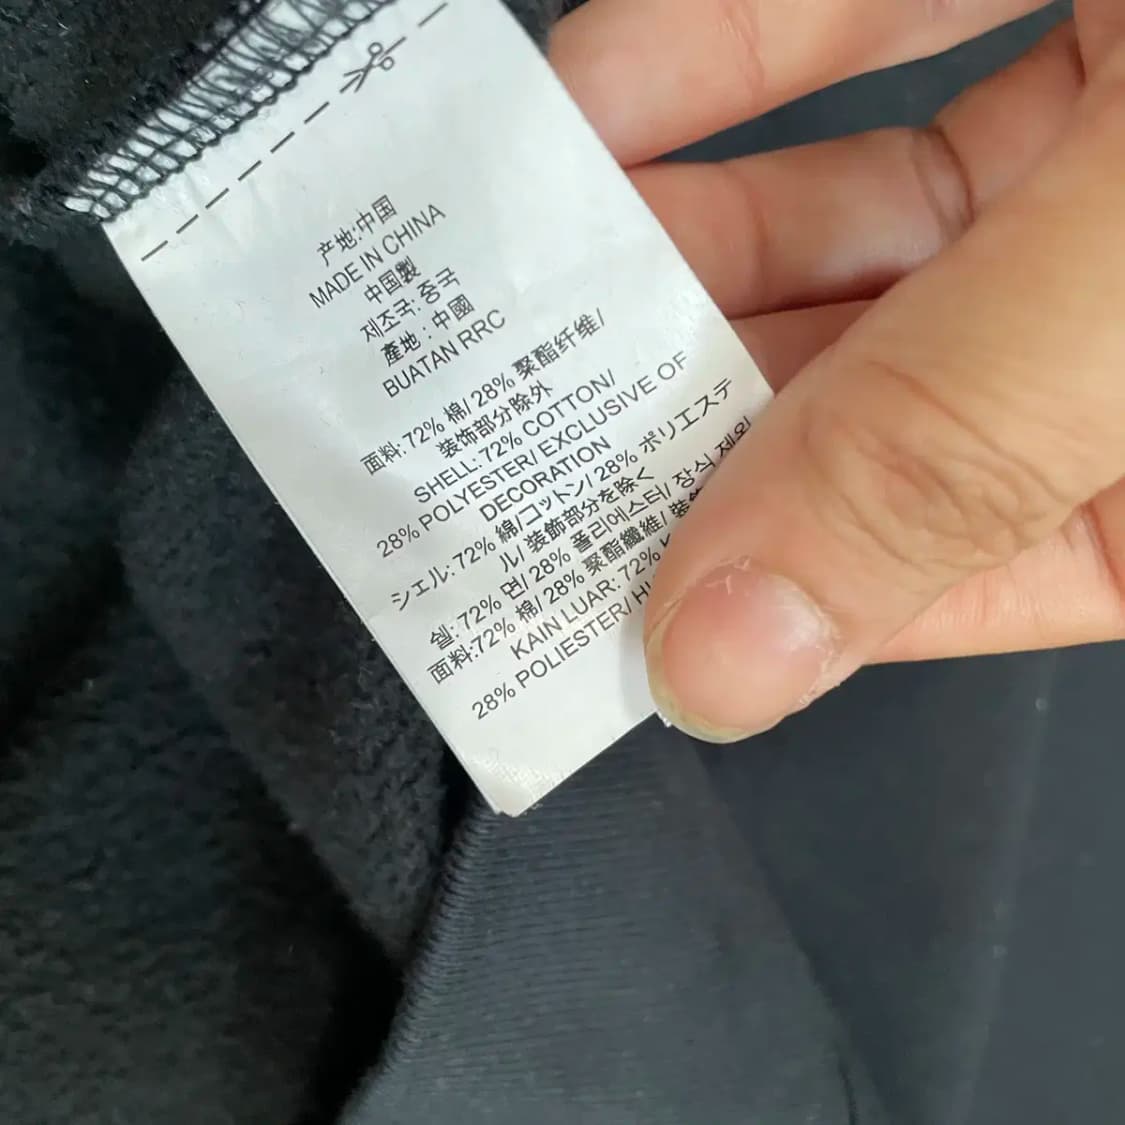 产地:中国
MADE IN CHINA
中国製
제조국: 중국
產地：中國
BUATAN RRC
面料: 72% 棉/ 28% 聚酯纤维/
装饰部分除外
SHELL: 72% COTTON/
28% POLYESTER/ EXCLUSIVE OF
DECORATION
シェル: 72% 綿/コットン/ 28% ポリエステ
ル/ 装飾部分を除く
쉘: 72% 면/ 28% 폴리에스터/ 장식 제외
面料:72% 棉/ 28% 聚酯纖維/
KAIN LUAR: 72%
28% POLIESTER/